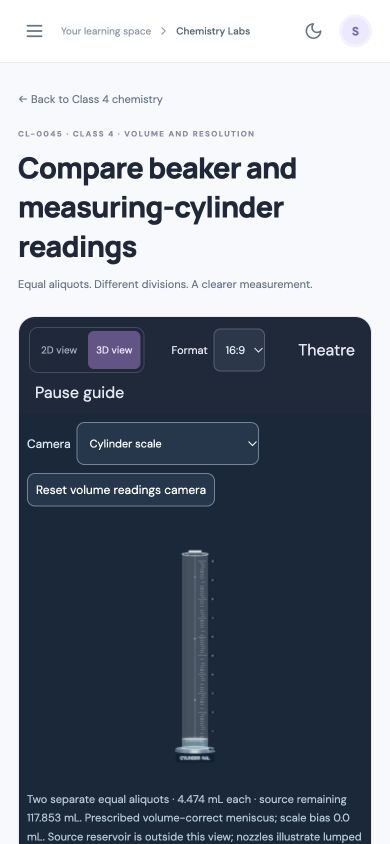 Your learning space > Chemistry Labs
S
← Back to Class 4 chemistry
CL-0045 · CLASS 4 · VOLUME AND RESOLUTION
Compare beaker and
measuring-cylinder
readings
Equal aliquots. Different divisions. A clearer measurement.
2D view 3D view Format 16:9 Theatre
Pause guide
Camera Cylinder scale
Reset volume readings camera
Two separate equal aliquots · 4.474 mL each · source remaining
117.853 mL. Prescribed volume-correct meniscus; scale bias 0.0
mL. Source reservoir is outside this view; nozzles illustrate lumped